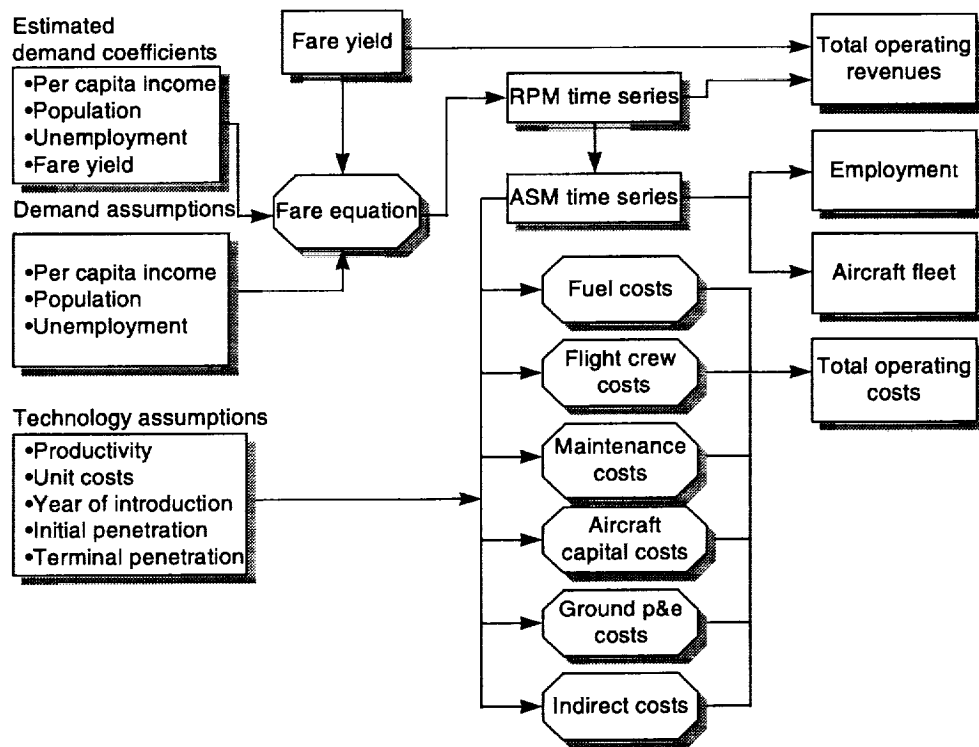 Estimated
demand coefficients
•Per capita income
•Population
•Unemployment
•Fare yield
Demand assumptions
•Per capita income
•Population
•Unemployment
Technology assumptions
•Productivity
•Unit costs
•Year of introduction
•Initial penetration
•Terminal penetration
Fare yield
Fare equation
RPM time series
ASM time series
Fuel costs
Flight crew
costs
Maintenance
costs
Aircraft
capital costs
Ground p&e
costs
Indirect costs
Total operating
revenues
Employment
Aircraft fleet
Total operating
costs